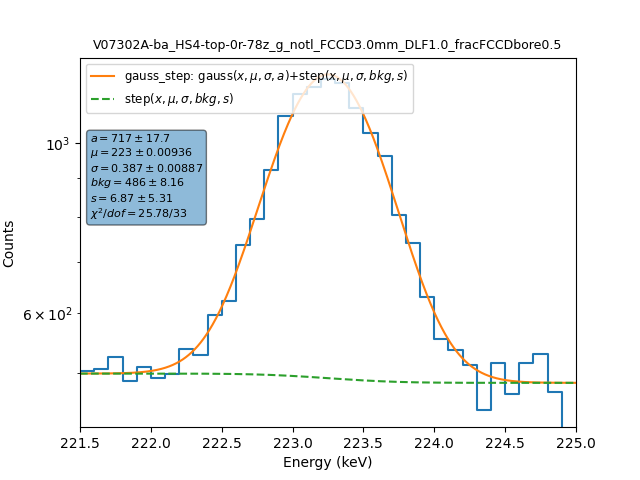 V07302A-ba_HS4-top-0r-78z_g_notl_FCCD3.0mm_DLF1.0_fracFCCDbore0.5
gauss_step: gauss(x, μ, σ, a)+step(x, μ, σ, bkg, s)
step(x, μ, σ, bkg, s)
a = 717 ± 17.7
μ = 223 ± 0.00936
σ = 0.387 ± 0.00887
bkg = 486 ± 8.16
s = 6.87 ± 5.31
χ²/dof = 25.78/33
10³
6 × 10²
Counts
221.5 222.0 222.5 223.0 223.5 224.0 224.5 225.0
Energy (keV)